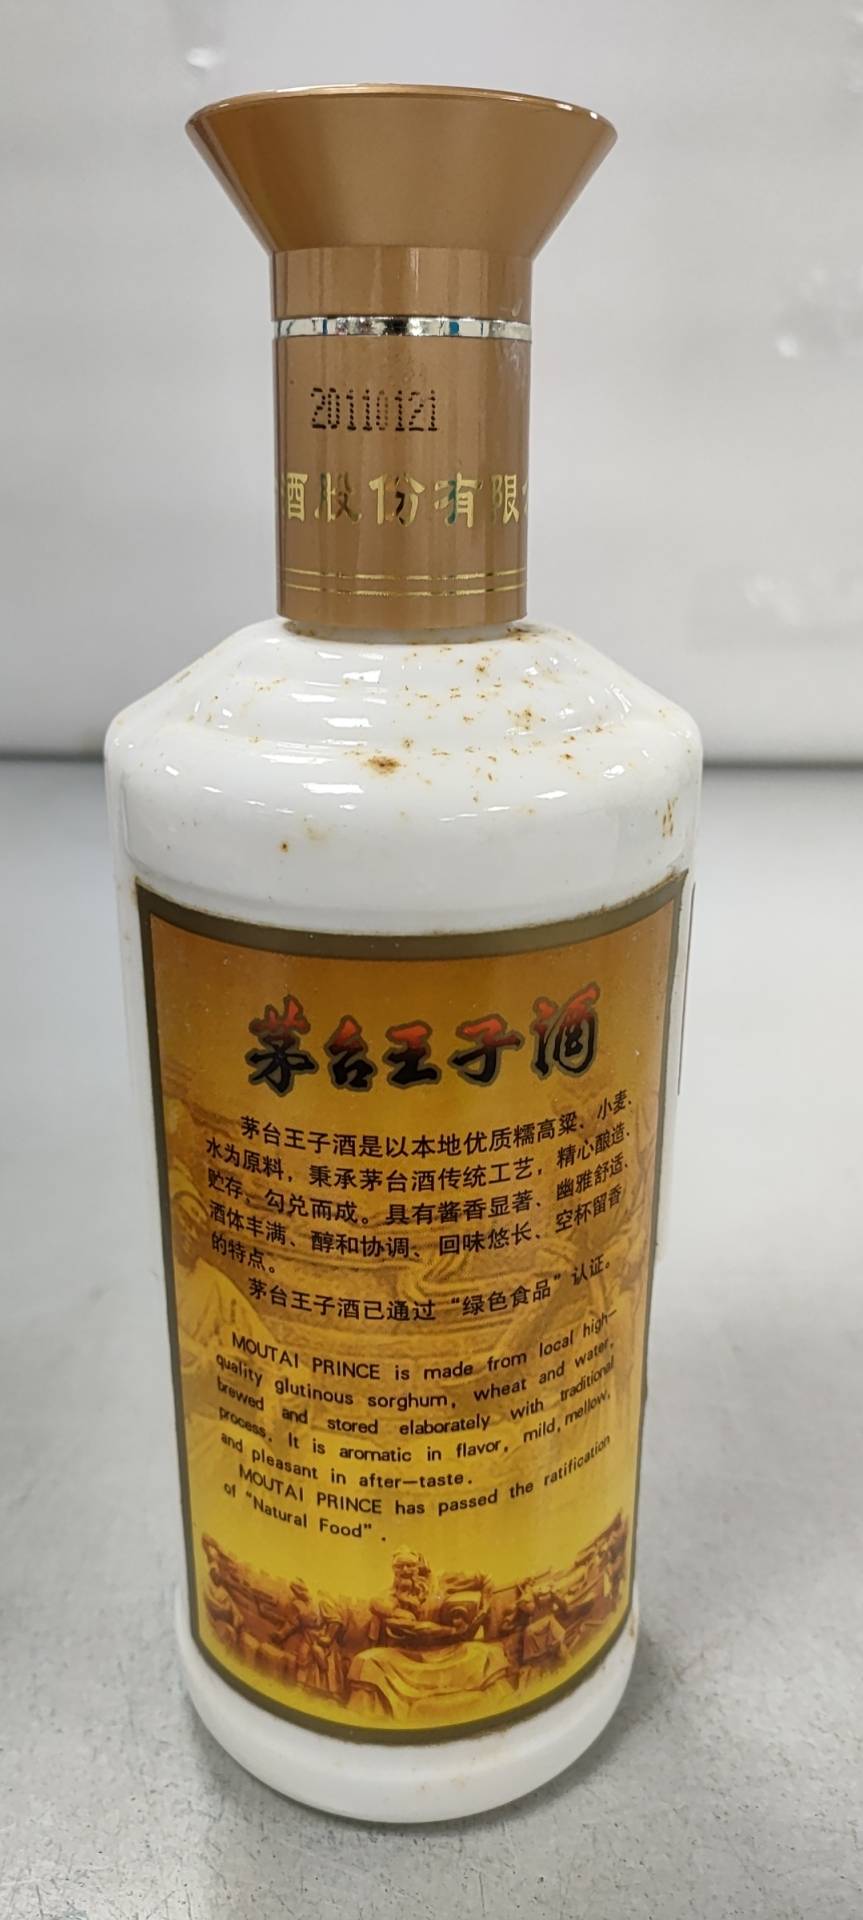 20110121
酒股份有限
茅台王子酒
茅台王子酒是以本地优质糯高粱、小麦、
水为原料，秉承茅台酒传统工艺，精心酿造、
贮存、勾兑而成。具有酱香显著、幽雅舒适、
酒体丰满、醇和协调、回味悠长、空杯留香
的特点。
茅台王子酒已通过“绿色食品”认证。
MOUTAI PRINCE is made from local high-
quality glutinous sorghum, wheat and water,
brewed and stored elaborately with traditional
process. It is aromatic in flavor, mild, mellow,
and pleasant in after-taste.
MOUTAI PRINCE has passed the ratification
of "Natural Food".